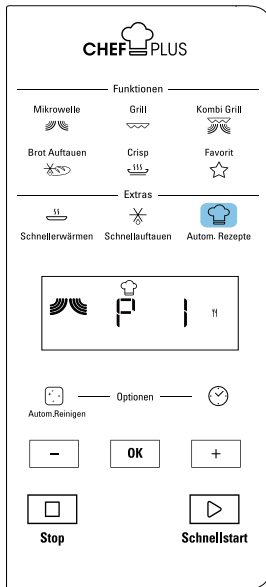 CHEF PLUS
Funktionen
Mikrowelle Grill Kombi Grill
Brot Auftauen Crisp Favorit
Extras
Schnellerwärmen Schnellauftauen Autom. Rezepte
P 1
Autom.Reinigen Optionen
− OK +
Stop Schnellstart